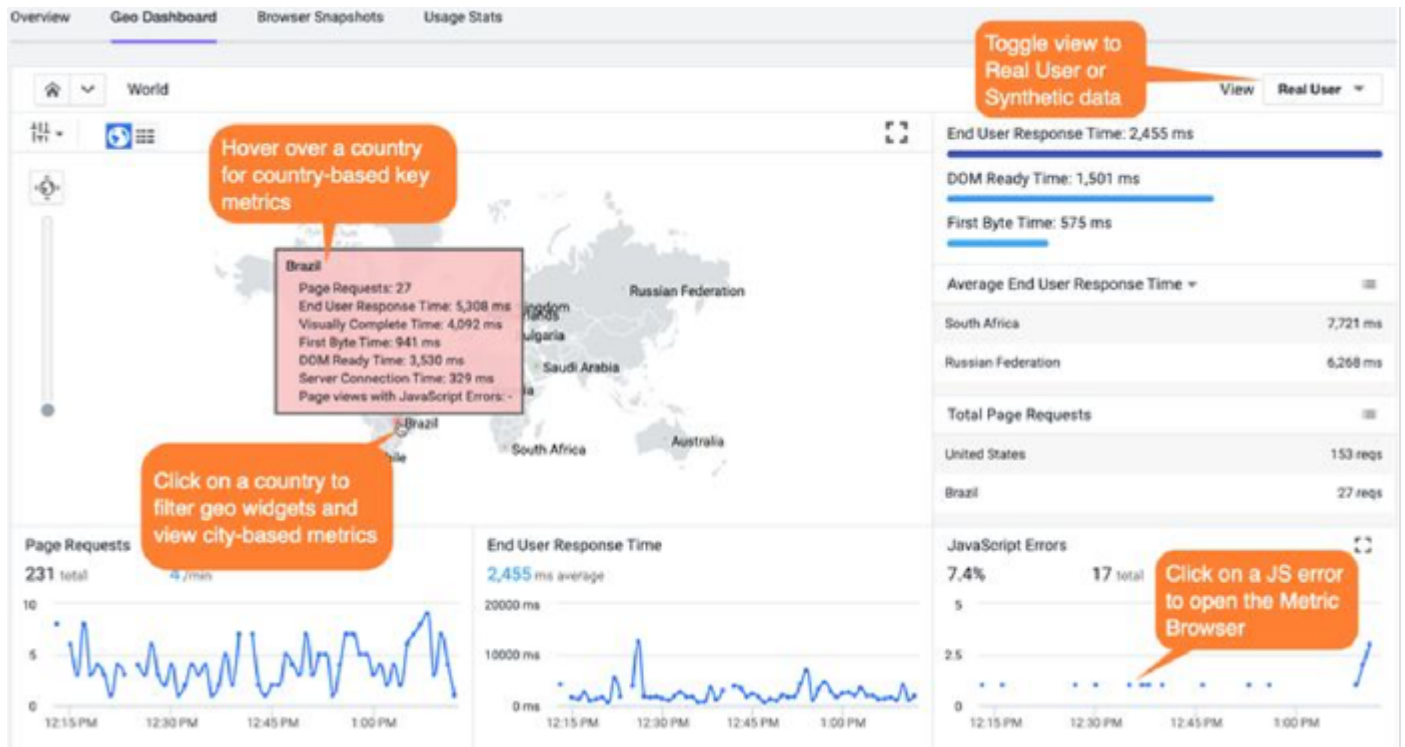 Overview Geo Dashboard Browser Snapshots Usage Stats
Toggle view to
Real User or
Synthetic data
World
View Real User
Hover over a country
for country-based key
metrics
End User Response Time: 2,455 ms
DOM Ready Time: 1,501 ms
First Byte Time: 575 ms
Brazil
Page Requests: 27
End User Response Time: 5,308 ms
Visually Complete Time: 4,092 ms
First Byte Time: 941 ms
DOM Ready Time: 3,530 ms
Server Connection Time: 329 ms
Page views with JavaScript Errors: -
Russian Federation
Saudi Arabia
Brazil
South Africa
Australia
Click on a country to
filter geo widgets and
view city-based metrics
Average End User Response Time
South Africa 7,721 ms
Russian Federation 6,268 ms
Total Page Requests
United States 153 reqs
Brazil 27 reqs
Page Requests
231 total 4 /min
10
5
0
12:15 PM 12:30 PM 12:45 PM 1:00 PM
End User Response Time
2,455 ms average
20000 ms
10000 ms
0 ms
12:15 PM 12:30 PM 12:45 PM 1:00 PM
JavaScript Errors
7.4% 17 total
Click on a JS error
to open the Metric
Browser
5
2.5
0
12:15 PM 12:30 PM 12:45 PM 1:00 PM